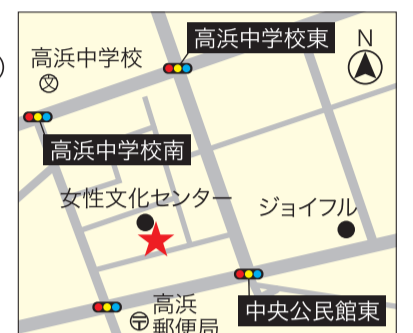 高浜中学校東
N
高浜中学校
文
高浜中学校南
女性文化センター
ジョイフル
中央公民館東
高浜
郵便局